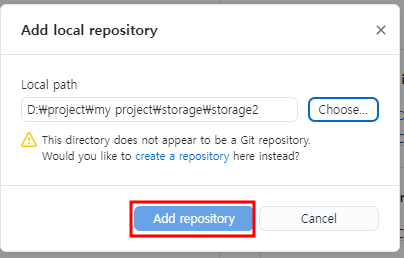 Add local repository
Local path
D:₩project₩my project₩storage₩storage2
Choose...
This directory does not appear to be a Git repository.
Would you like to create a repository here instead?
Add repository
Cancel